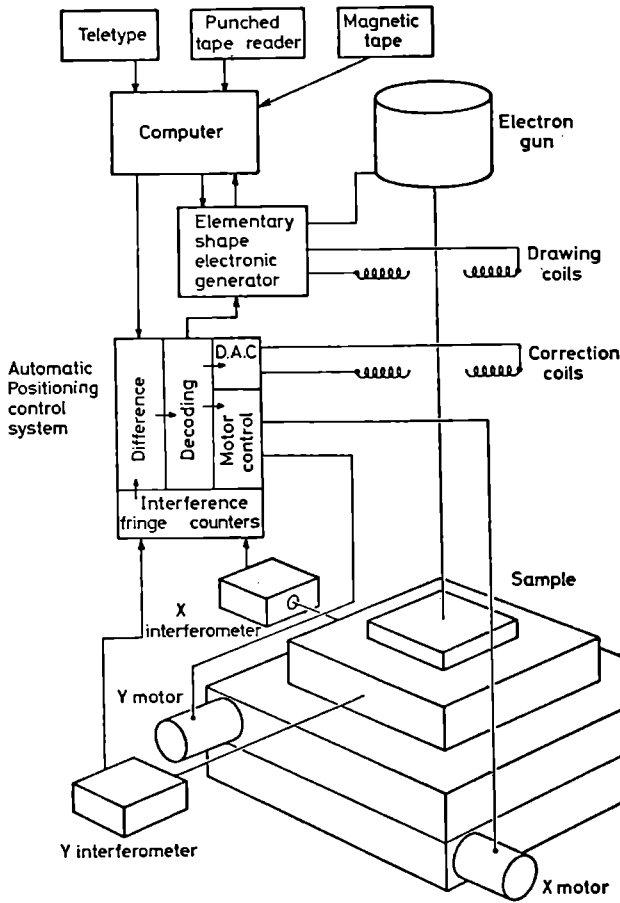 Teletype
Punched
tape reader
Magnetic
tape
Computer
Electron
gun
Elementary
shape
electronic
generator
Drawing
coils
Automatic
Positioning
control
system
Difference
Decoding
D.A.C
Motor
control
Correction
coils
Interference
fringe counters
X
interferometer
Sample
Y motor
Y interferometer
X motor